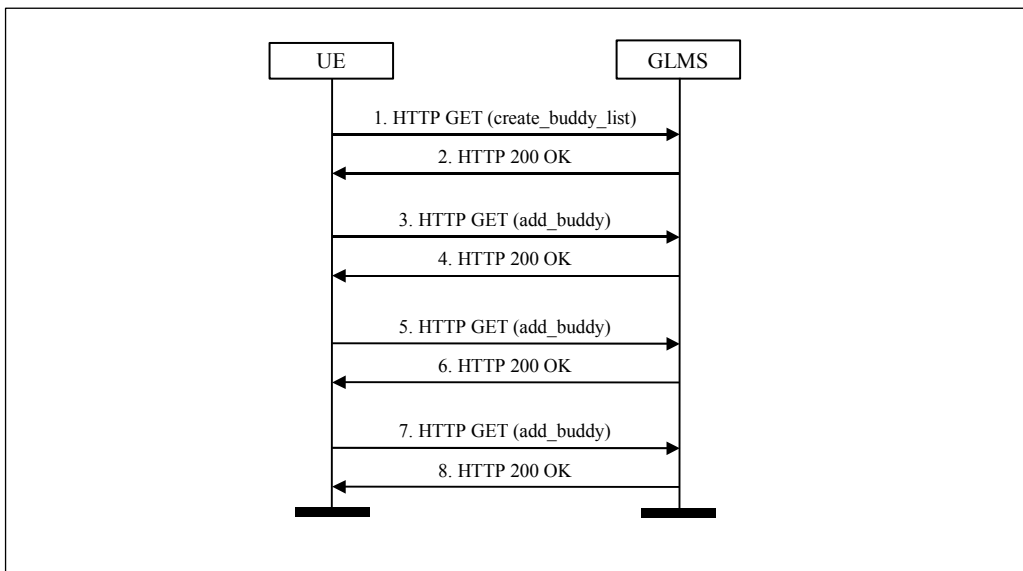 UE
GLMS
1. HTTP GET (create_buddy_list)
2. HTTP 200 OK
3. HTTP GET (add_buddy)
4. HTTP 200 OK
5. HTTP GET (add_buddy)
6. HTTP 200 OK
7. HTTP GET (add_buddy)
8. HTTP 200 OK